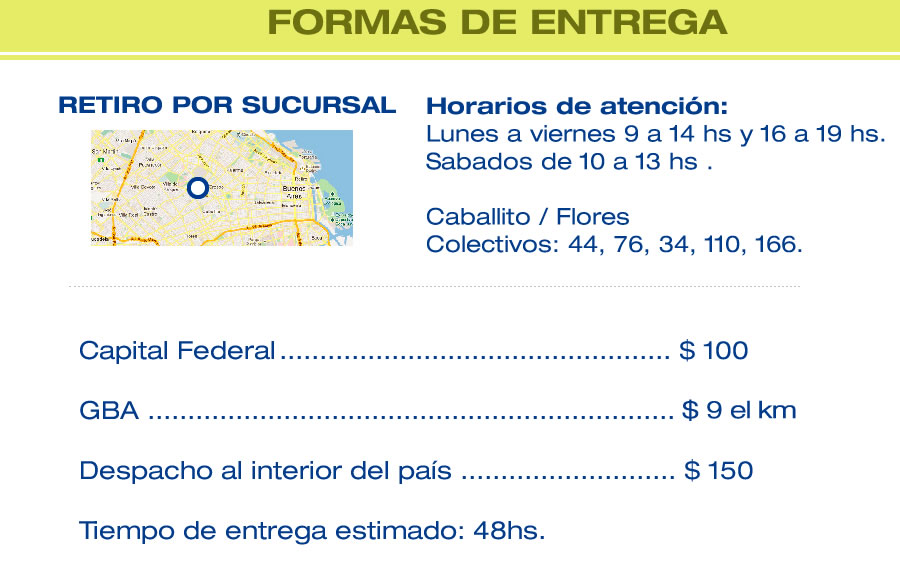 FORMAS DE ENTREGA
RETIRO POR SUCURSAL
Buenos
Aires
Horarios de atención:
Lunes a viernes 9 a 14 hs y 16 a 19 hs.
Sabados de 10 a 13 hs .
Caballito / Flores
Colectivos: 44, 76, 34, 110, 166.
Capital Federal................................................. $ 100
GBA .................................................................. $ 9 el km
Despacho al interior del país ........................... $ 150
Tiempo de entrega estimado: 48hs.